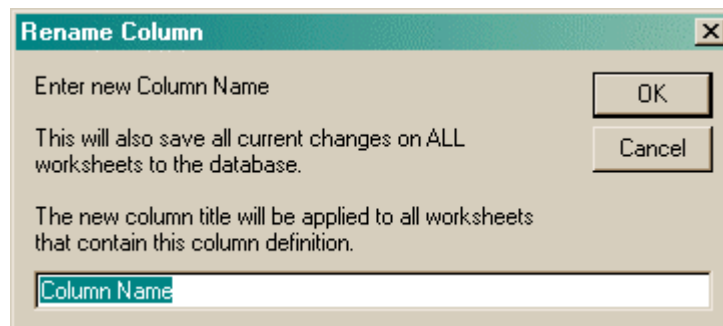 Rename Column
Enter new Column Name
OK
This will also save all current changes on ALL
worksheets to the database.
Cancel
The new column title will be applied to all worksheets
that contain this column definition.
Column Name